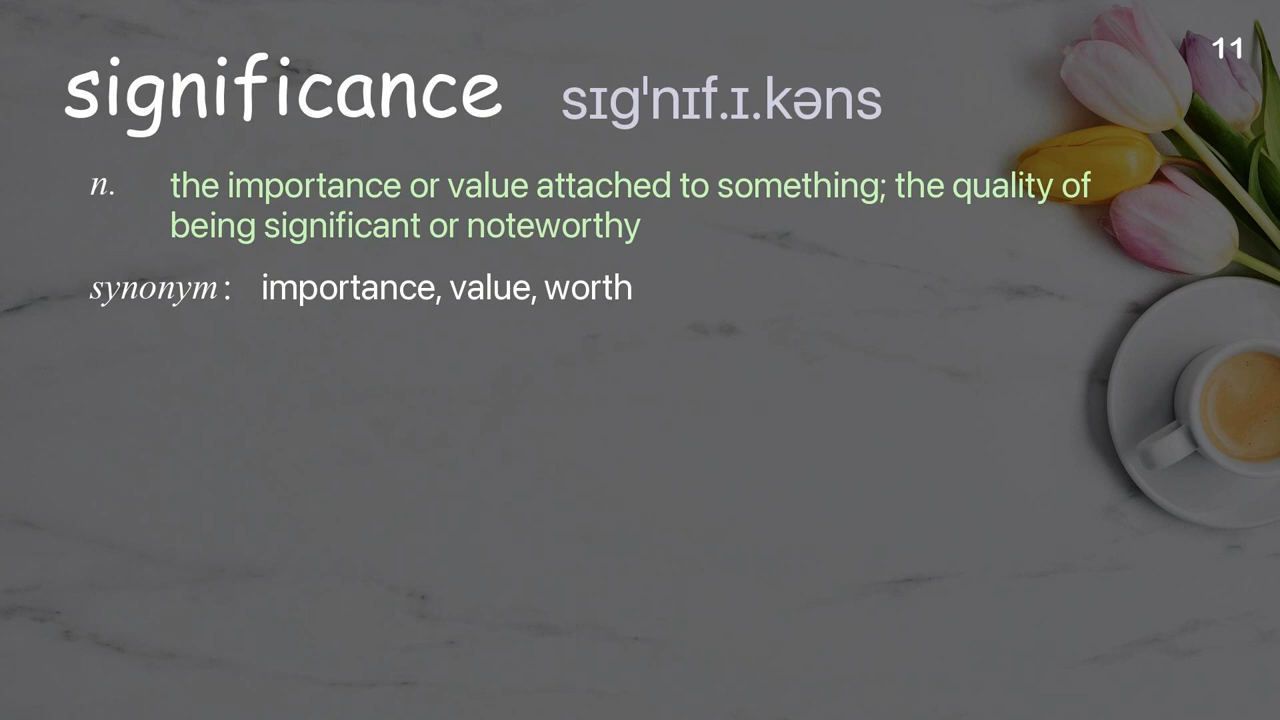 11
significance sɪɡˈnɪf.ɪ.kəns
n. the importance or value attached to something; the quality of
being significant or noteworthy
synonym: importance, value, worth